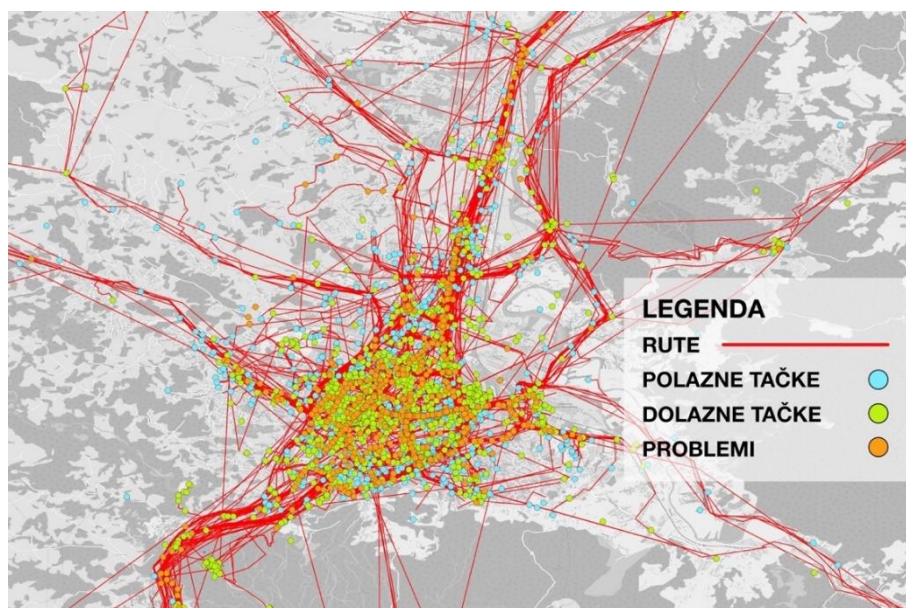 LEGENDA
RUTE
POLAZNE TAČKE
DOLAZNE TAČKE
PROBLEMI